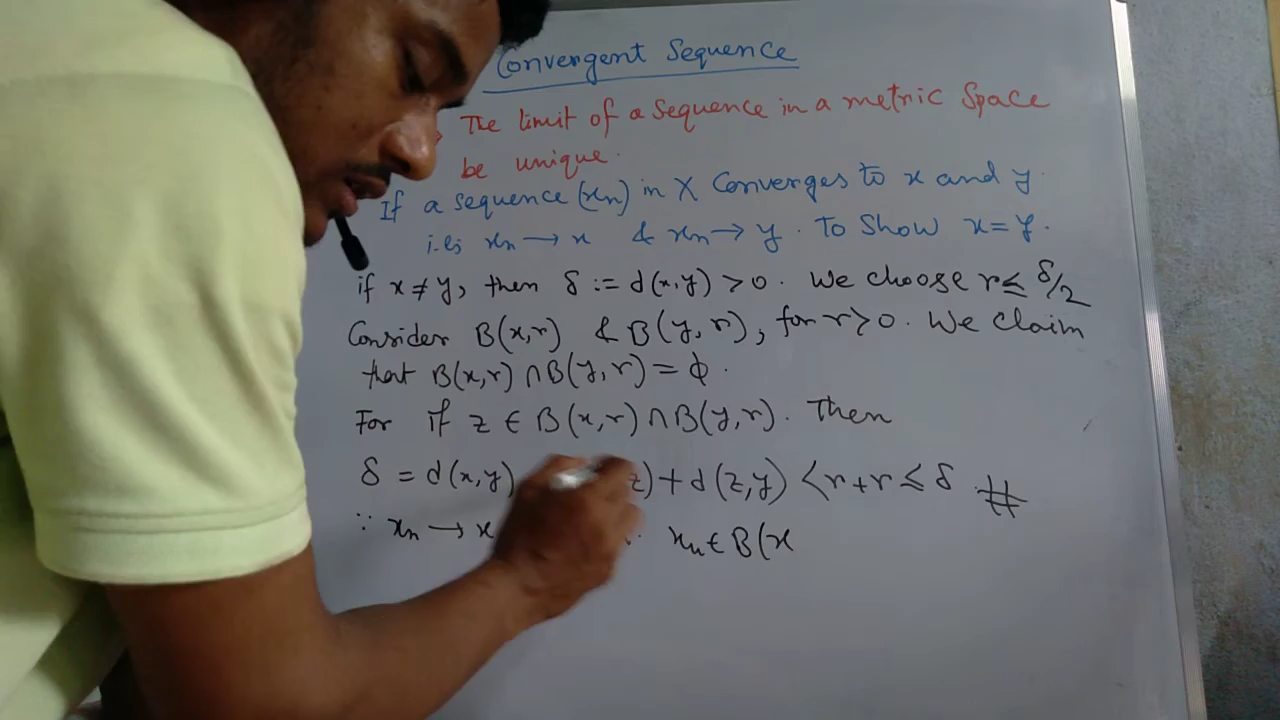 Convergent Sequence
The limit of a Sequence in a metric Space
be unique.
If a sequence (xn) in X Converges to x and y.
i.e; xn → x & xn → y. To Show x = y.
if x ≠ y, then δ := d(x,y) > 0. We choose r ≤ δ/2
Consider B(x,r) & B(y,r), for r > 0. We Claim
that B(x,r) ∩ B(y,r) = ϕ.
For if z ∈ B(x,r) ∩ B(y,r). Then
δ = d(x,y) z) + d(z,y) < r + r ≤ δ. #
∵ xn → x xn ∈ B(x